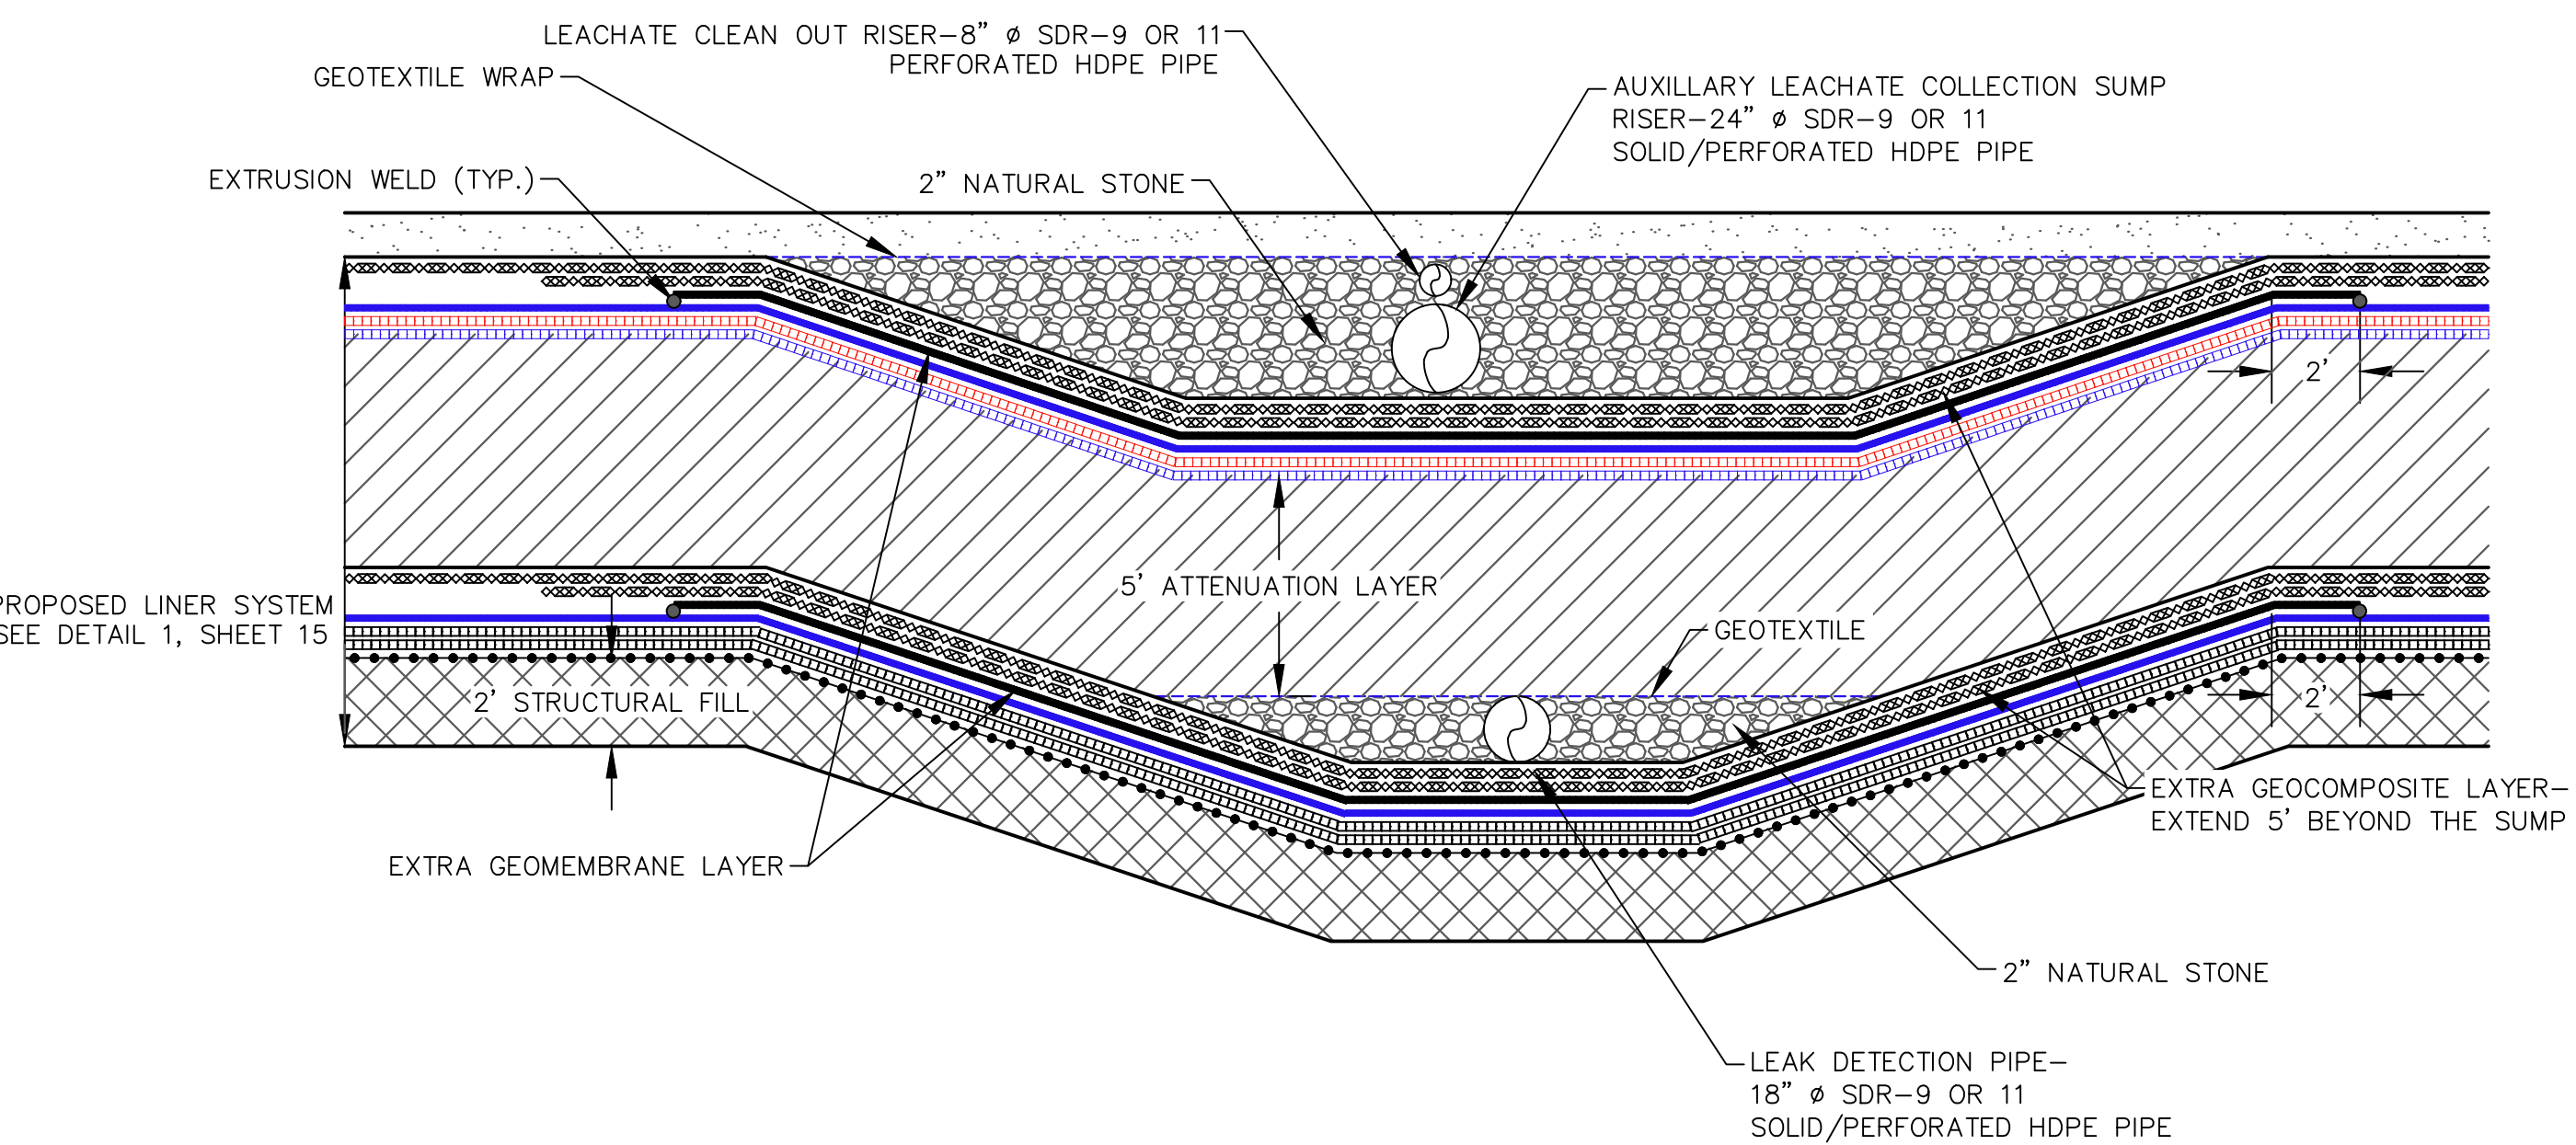 LEACHATE CLEAN OUT RISER-8" ø SDR-9 OR 11
PERFORATED HDPE PIPE
GEOTEXTILE WRAP
AUXILLARY LEACHATE COLLECTION SUMP
RISER-24" ø SDR-9 OR 11
SOLID/PERFORATED HDPE PIPE
EXTRUSION WELD (TYP.)
2" NATURAL STONE
2'
5' ATTENUATION LAYER
PROPOSED LINER SYSTEM
SEE DETAIL 1, SHEET 15
GEOTEXTILE
2' STRUCTURAL FILL
2'
EXTRA GEOCOMPOSITE LAYER-
EXTEND 5' BEYOND THE SUMP
EXTRA GEOMEMBRANE LAYER
2" NATURAL STONE
LEAK DETECTION PIPE-
18" ø SDR-9 OR 11
SOLID/PERFORATED HDPE PIPE